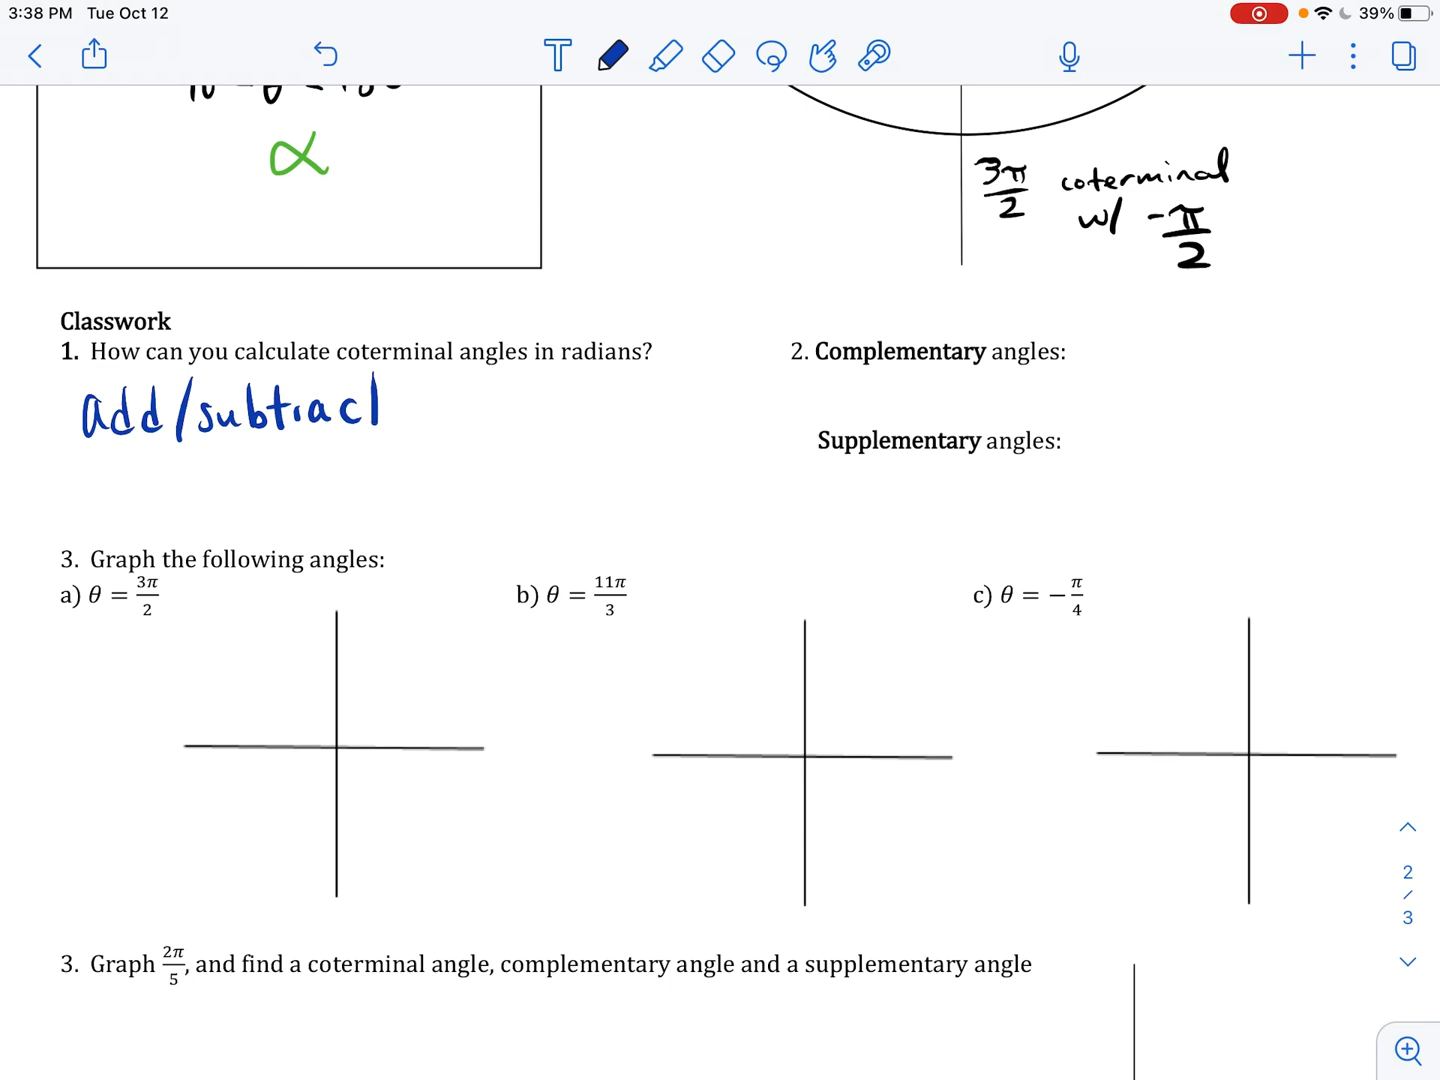 3:38 PM Tue Oct 12
39%
α
3π/2 coterminal
w/ -π/2
Classwork
1. How can you calculate coterminal angles in radians?
add/subtrac
2. Complementary angles:
Supplementary angles:
3. Graph the following angles:
a) θ = 3π/2
b) θ = 11π/3
c) θ = −π/4
2
/
3
3. Graph 2π/5, and find a coterminal angle, complementary angle and a supplementary angle